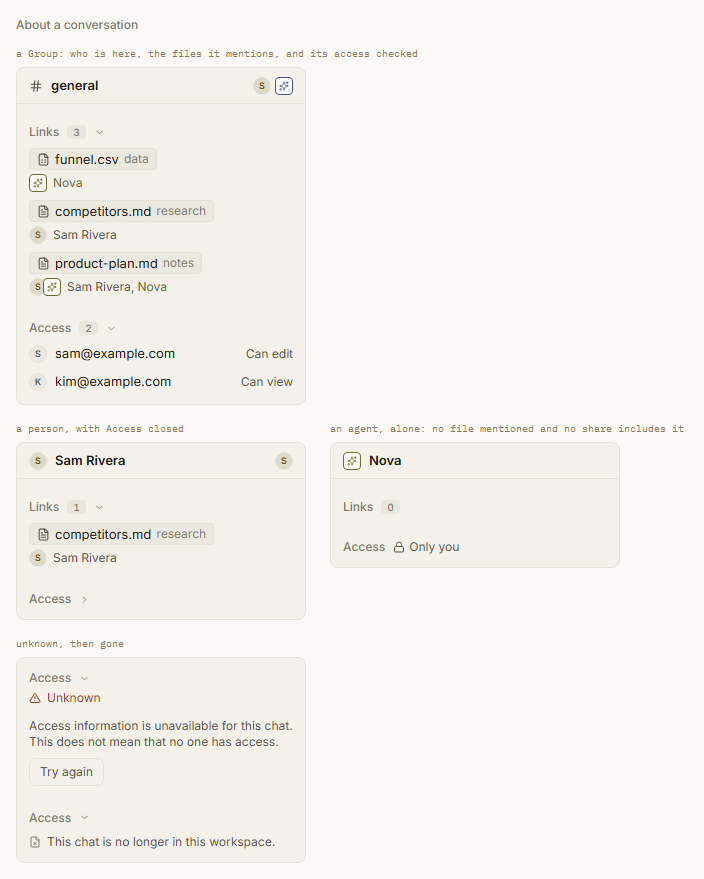 About a conversation
a Group: who is here, the files it mentions, and its access checked
# general S
Links 3
funnel.csv data
Nova
competitors.md research
S Sam Rivera
product-plan.md notes
S Sam Rivera, Nova
Access 2
S sam@example.com Can edit
K kim@example.com Can view
a person, with Access closed
S Sam Rivera S
Links 1
competitors.md research
S Sam Rivera
Access
an agent, alone: no file mentioned and no share includes it
Nova
Links 0
Access Only you
unknown, then gone
Access
Unknown
Access information is unavailable for this chat.
This does not mean that no one has access.
Try again
Access
This chat is no longer in this workspace.